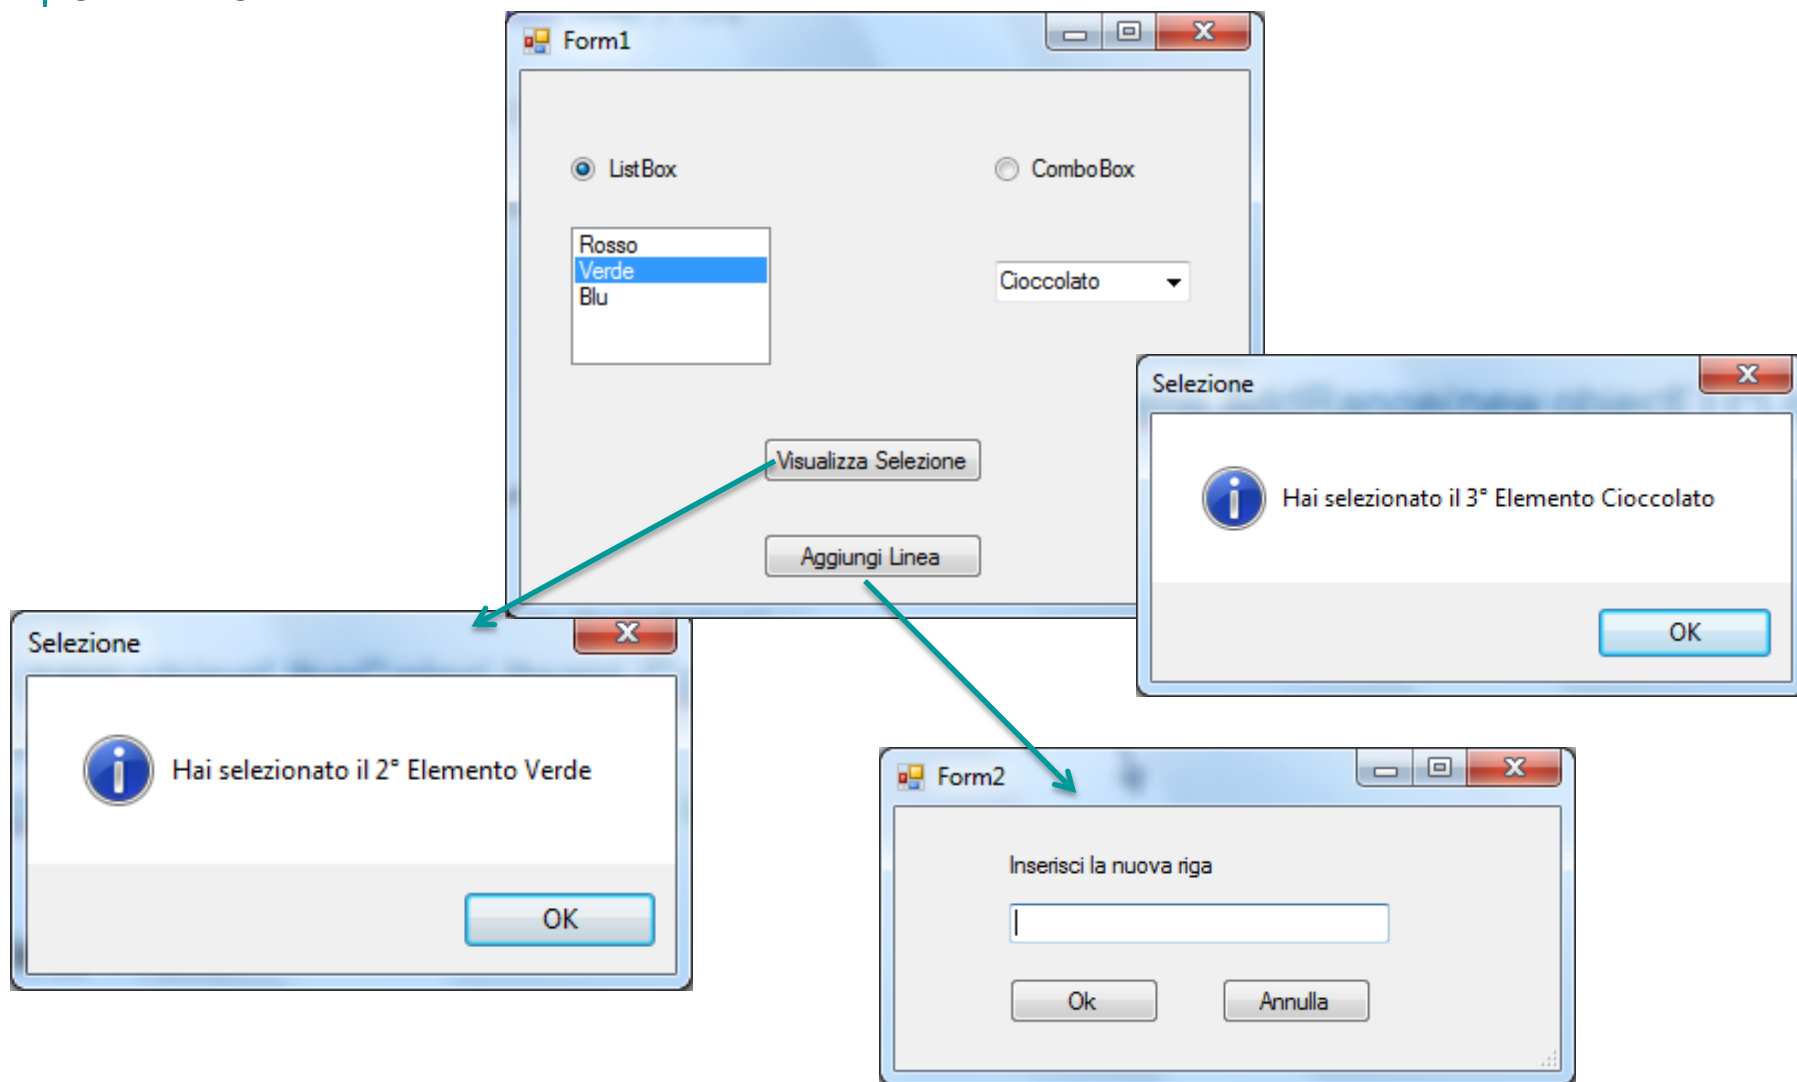 Form1
ListBox
ComboBox
Rosso
Verde
Blu
Cioccolato
Visualizza Selezione
Aggiungi Linea
Selezione
Hai selezionato il 3° Elemento Cioccolato
OK
Selezione
Hai selezionato il 2° Elemento Verde
OK
Form2
Inserisci la nuova riga
Ok
Annulla